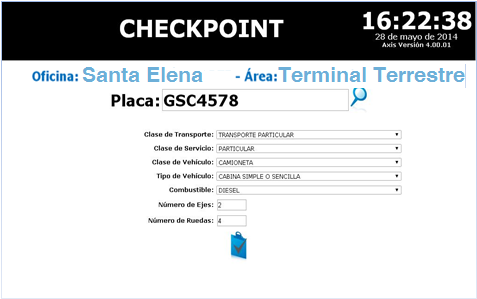 CHECKPOINT
16:22:38
28 de mayo de 2014
Axis Versión 4.00.01
Oficina: Santa Elena - Área: Terminal Terrestre
Placa: GSC4578
Clase de Transporte: TRANSPORTE PARTICULAR
Clase de Servicio: PARTICULAR
Clase de Vehículo: CAMIONETA
Tipo de Vehículo: CABINA SIMPLE O SENCILLA
Combustible: DIESEL
Número de Ejes: 2
Número de Ruedas: 4